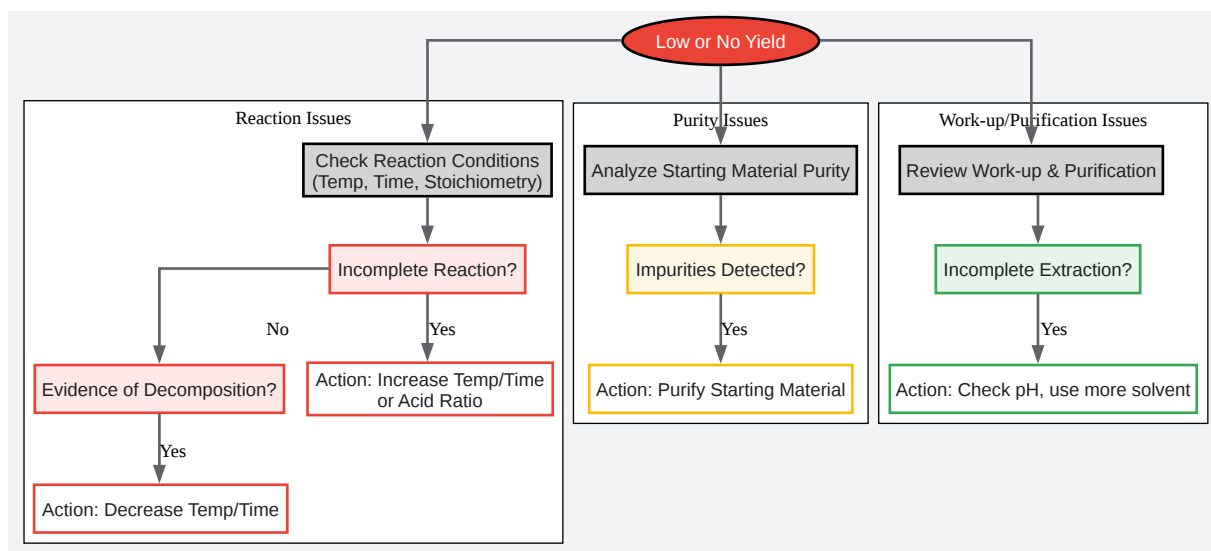 Low or No Yield
Reaction Issues
Purity Issues
Work-up/Purification Issues
Check Reaction Conditions
(Temp, Time, Stoichiometry)
Analyze Starting Material Purity
Review Work-up & Purification
Incomplete Reaction?
Impurities Detected?
Incomplete Extraction?
No
Yes
Yes
Yes
Evidence of Decomposition?
Action: Increase Temp/Time
or Acid Ratio
Action: Purify Starting Material
Action: Check pH, use more solvent
Yes
Action: Decrease Temp/Time